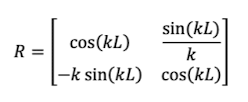 R = [ cos(kL)   sin(kL)/k ]
[ −k sin(kL)   cos(kL) ]